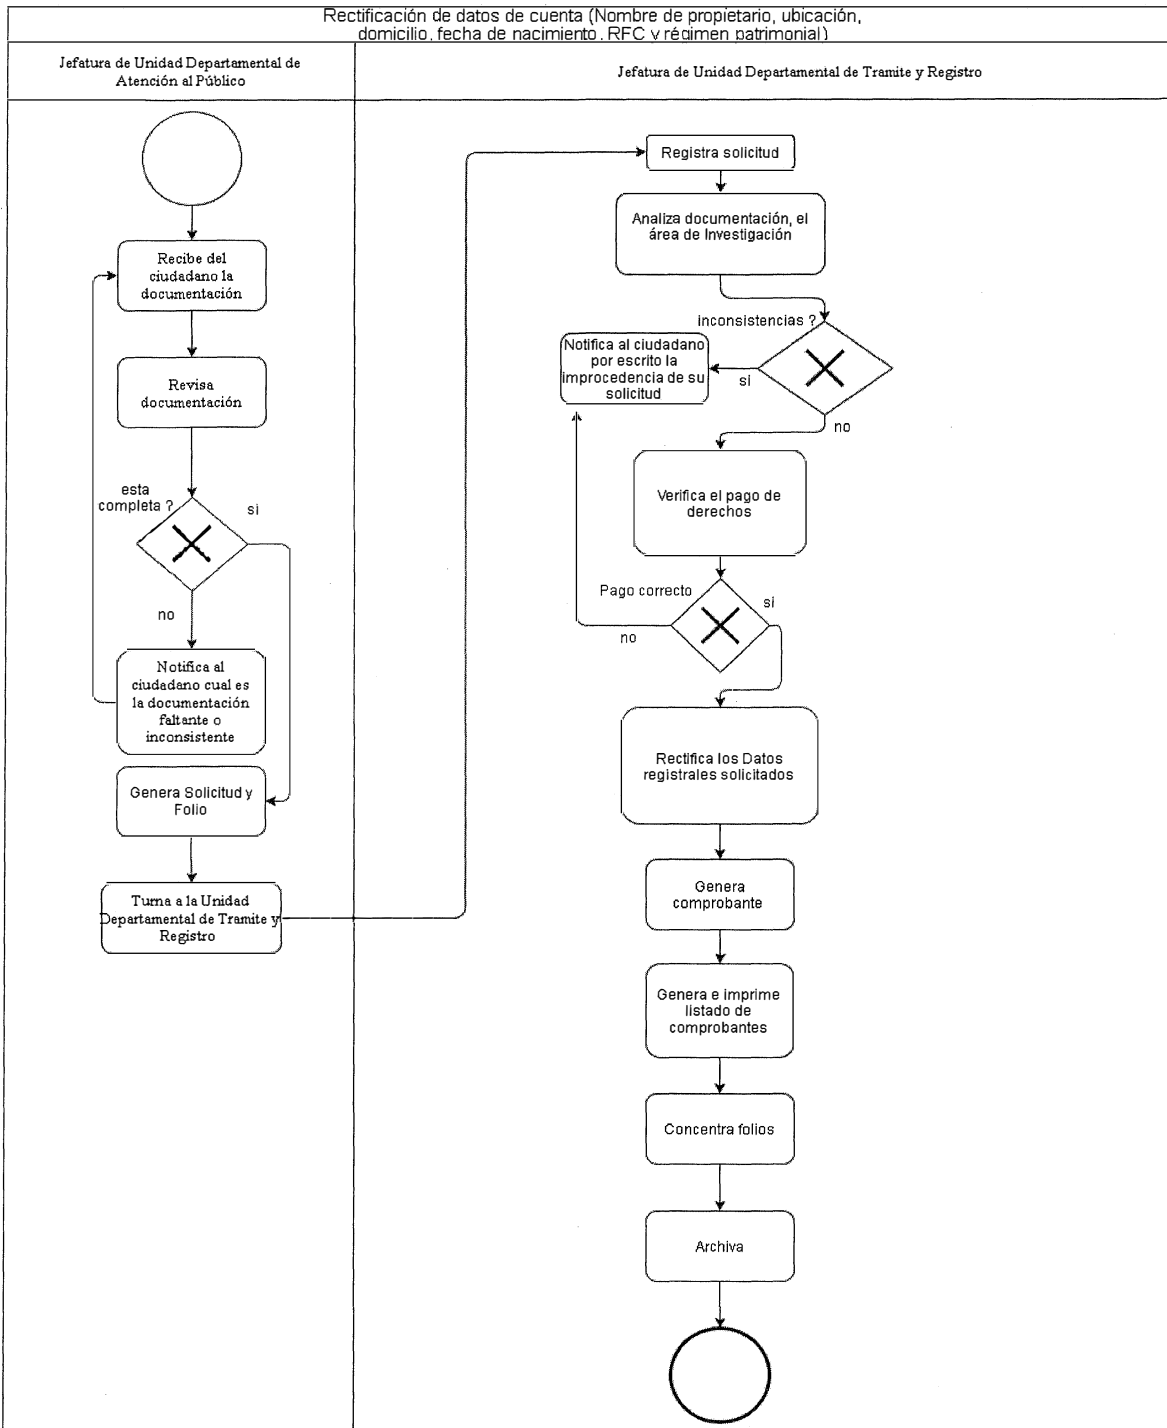 Rectificación de datos de cuenta (Nombre de propietario, ubicación,
domicilio, fecha de nacimiento, RFC y régimen patrimonial)
Jefatura de Unidad Departamental de
Atención al Público
Jefatura de Unidad Departamental de Tramite y Registro
Recibe del
ciudadano la
documentación
Revisa
documentación
esta
completa ?
si
no
Notifica al
ciudadano cual es
la documentación
faltante o
inconsistente
Genera Solicitud y
Folio
Turna a la Unidad
Departamental de Tramite y
Registro
Registra solicitud
Analiza documentación, el
área de Investigación
inconsistencias ?
si
no
Notifica al ciudadano
por escrito la
improcedencia de su
solicitud
Verifica el pago de
derechos
Pago correcto
si
no
Rectifica los Datos
registrales solicitados
Genera
comprobante
Genera e imprime
listado de
comprobantes
Concentra folios
Archiva